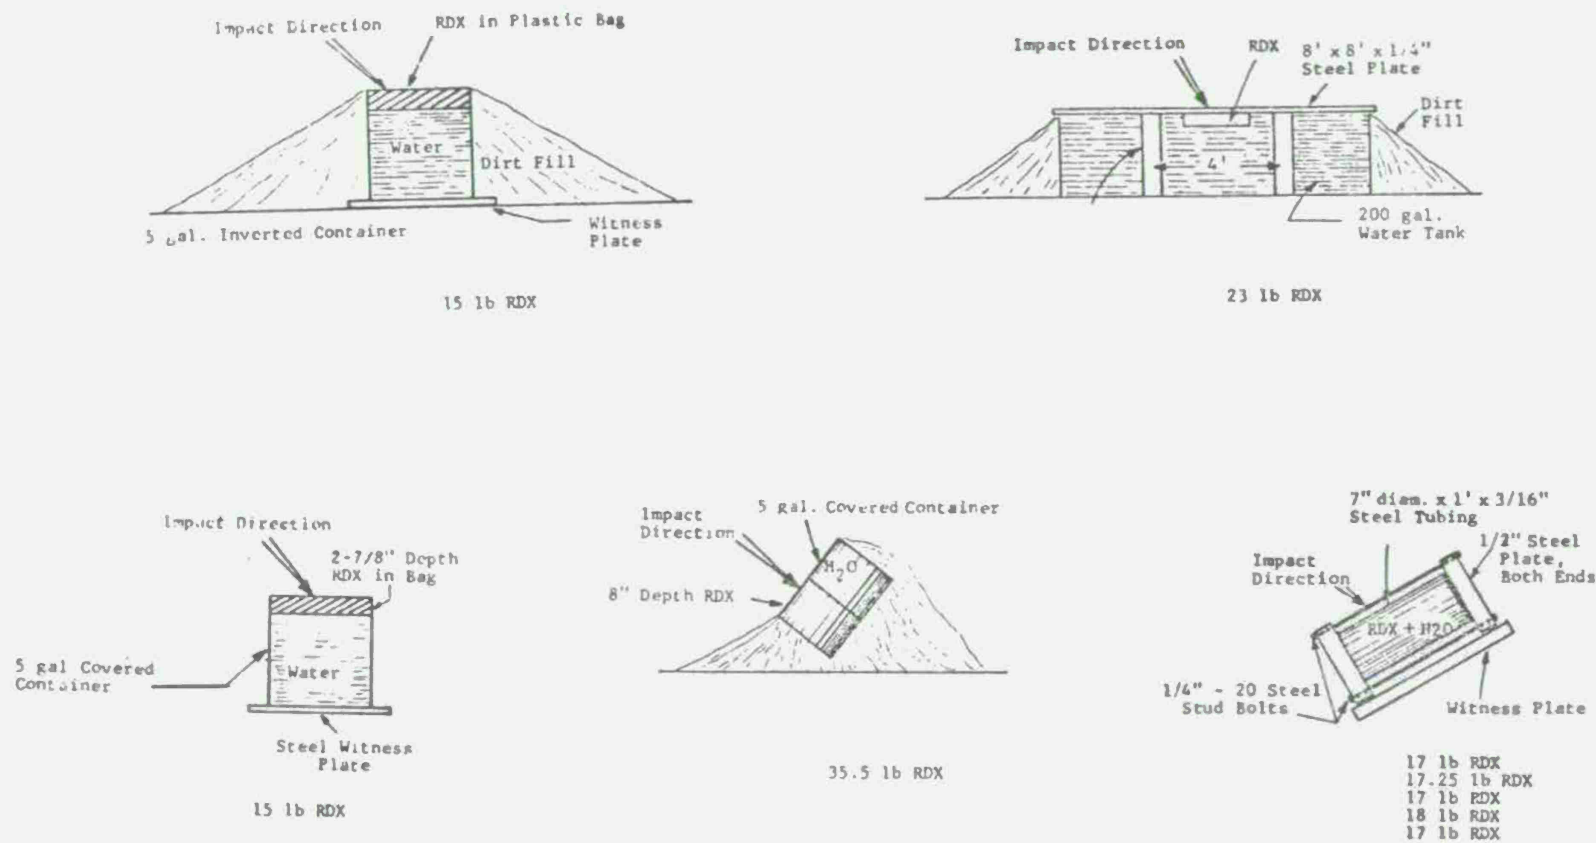 Impact Direction
RDX in Plastic Bag
Water
Dirt Fill
5 gal. Inverted Container
Witness
Plate
15 lb RDX
Impact Direction
RDX
8' x 8' x 1/4"
Steel Plate
Dirt
Fill
4'
200 gal.
Water Tank
23 lb RDX
Impact Direction
2-7/8" Depth
RDX in Bag
5 gal Covered
Container
Water
Steel Witness
Plate
15 lb RDX
Impact
Direction
5 gal. Covered Container
H2O
8" Depth RDX
35.5 lb RDX
7" diam. x 1' x 3/16"
Steel Tubing
1/2" Steel
Plate,
Both Ends
Impact
Direction
RDX + H2O
1/4" - 20 Steel
Stud Bolts
Witness Plate
17 lb RDX
17.25 lb RDX
17 lb RDX
18 lb RDX
17 lb RDX